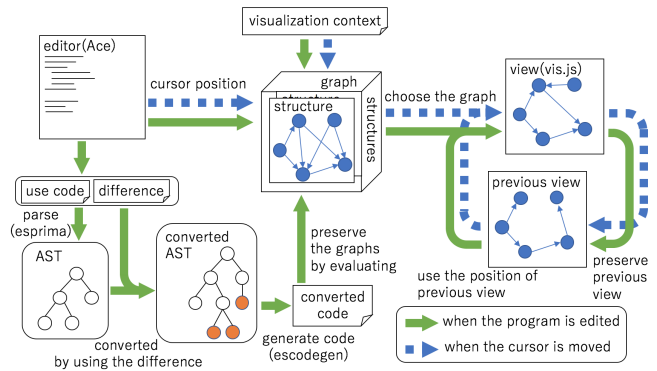 visualization context
editor(Ace)
cursor position
graph
structure
structure
structures
choose the graph
view(vis.js)
previous view
use code
difference
parse
(esprima)
AST
converted
AST
converted
by using the difference
preserve
the graphs
by evaluating
converted
code
generate code
(escodegen)
use the position of
previous view
preserve
previous
view
when the program is edited
when the cursor is moved